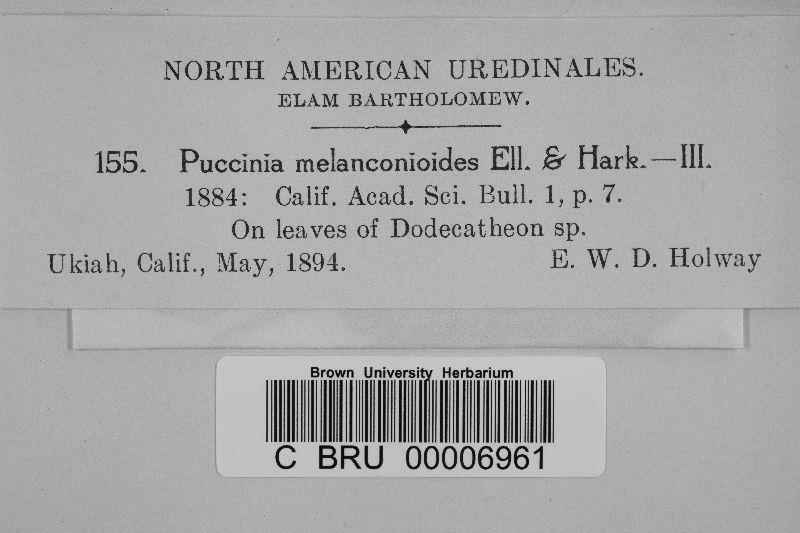 NORTH AMERICAN UREDINALES.
ELAM BARTHOLOMEW.
155. Puccinia melanconioides Ell. & Hark.—III.
1884: Calif. Acad. Sci. Bull. 1, p. 7.
On leaves of Dodecatheon sp.
Ukiah, Calif., May, 1894. E. W. D. Holway
Brown University Herbarium
C BRU 00006961